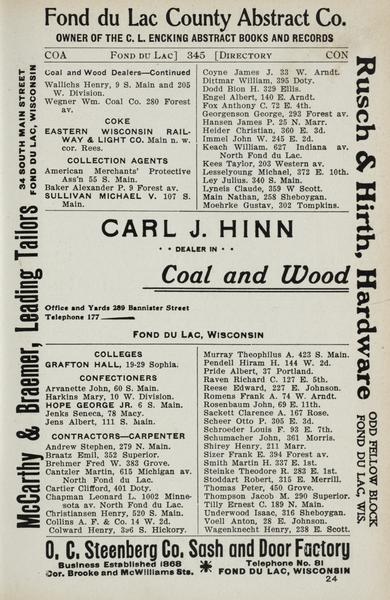 Fond du Lac County Abstract Co.
OWNER OF THE C. L. ENCKING ABSTRACT BOOKS AND RECORDS
COA FOND DU LAC] 345 [DIRECTORY CON
Coal and Wood Dealers—Continued
Wallichs Henry, 9 S. Main and 205
W. Division.
Wegner Wm. Coal Co. 280 Forest
av.
COKE
EASTERN WISCONSIN RAIL-
WAY & LIGHT CO. Main n. w.
cor. Rees.
COLLECTION AGENTS
American Merchants' Protective
Ass'n 55 S. Main.
Baker Alexander P. 9 Forest av.
SULLIVAN MICHAEL V. 107 S.
Main.
Coyne James J. 33 W. Arndt.
Dittmar William, 395 Doty.
Dodd Bion H. 329 Ellis.
Engel Albert, 140 E. Arndt.
Fox Anthony C. 72 E. 4th.
Georgenson George, 293 Forest av.
Hansen James P. 25 N. Marr.
Heider Christian, 360 E. 3d.
Immel John W. 245 E. 2d.
Keach William. 627 Indiana av.
North Fond du Lac.
Kees Taylor, 203 Western av.
Lesselyoung Michael, 372 E. 10th.
Ley Julius. 340 S. Main.
Lyneis Claude, 359 W Scott.
Main Nathan, 258 Sheboygan.
Moehrke Gustav, 302 Tompkins.
CARL J. HINN
DEALER IN
Coal and Wood
Office and Yards 289 Bannister Street
Telephone 177
FOND DU LAC, WISCONSIN
COLLEGES
GRAFTON HALL, 19-29 Sophia.
CONFECTIONERS
Arvanette John, 60 S. Main.
Harkins Mary, 10 W. Division.
HOPE GEORGE JR. 6 S. Main.
Jenks Seneca, 78 Macy.
Jens Albert, 111 S. Main.
CONTRACTORS—CARPENTER
Andrew Stephen, 279 N. Main.
Braatz Emil, 352 Superior.
Brehmer Fred W. 383 Grove.
Cantzler Martin, 615 Michigan av
North Fond du Lac.
Cartier Clifford, 401 Doty.
Chapman Leonard L. 1002 Minne-
sota av. North Fond du Lac.
Christiansen Henry, 520 S. Main.
Collins A. F. & Co. 14 W. 2d.
Colward Henry, 396 S. Hickory.
Murray Theophilus A. 423 S. Main.
Pendell Hiram H. 144 W. 2d.
Pride Albert, 37 Portland.
Raven Richard C. 127 E. 5th.
Reese Edward, 227 E. Johnson.
Romens Frank A. 74 W. Arndt.
Rosenbaum John, 69 E. 11th.
Sackett Clarence A. 167 Rose.
Scheer Otto P. 305 E. 3d.
Schroeder Louis F. 93 E. 7th.
Schumacher John, 361 Morris.
Shirey Henry, 211 Marr.
Sizer Frank E. 394 Forest av.
Smith Martin H. 337 E. 1st.
Steinke Theodore R. 283 E. 1st.
Stoddart Robert, 315 E. Merrill.
Thomas Peter, 450 Grove.
Thompson Jacob M. 290 Superior.
Tilly Ernest C. 189 N. Main.
Underwood Isaac, 316 Sheboygan.
Voell Anton, 28 E. Johnson.
Wagenknecht Henry, 238 E. Scott.
O. C. Steenberg Co. Sash and Door Factory
Business Established 1868 Telephone No. 81
Cor. Brooke and McWilliams Sts. FOND DU LAC, WISCONSIN
24
McCarthy & Braemer, Leading Tailors
34 SOUTH MAIN STREET
FOND DU LAC, WISCONSIN
Rusch & Hirth, Hardware
ODD FELLOW BLOCK
FOND DU LAC, WIS.